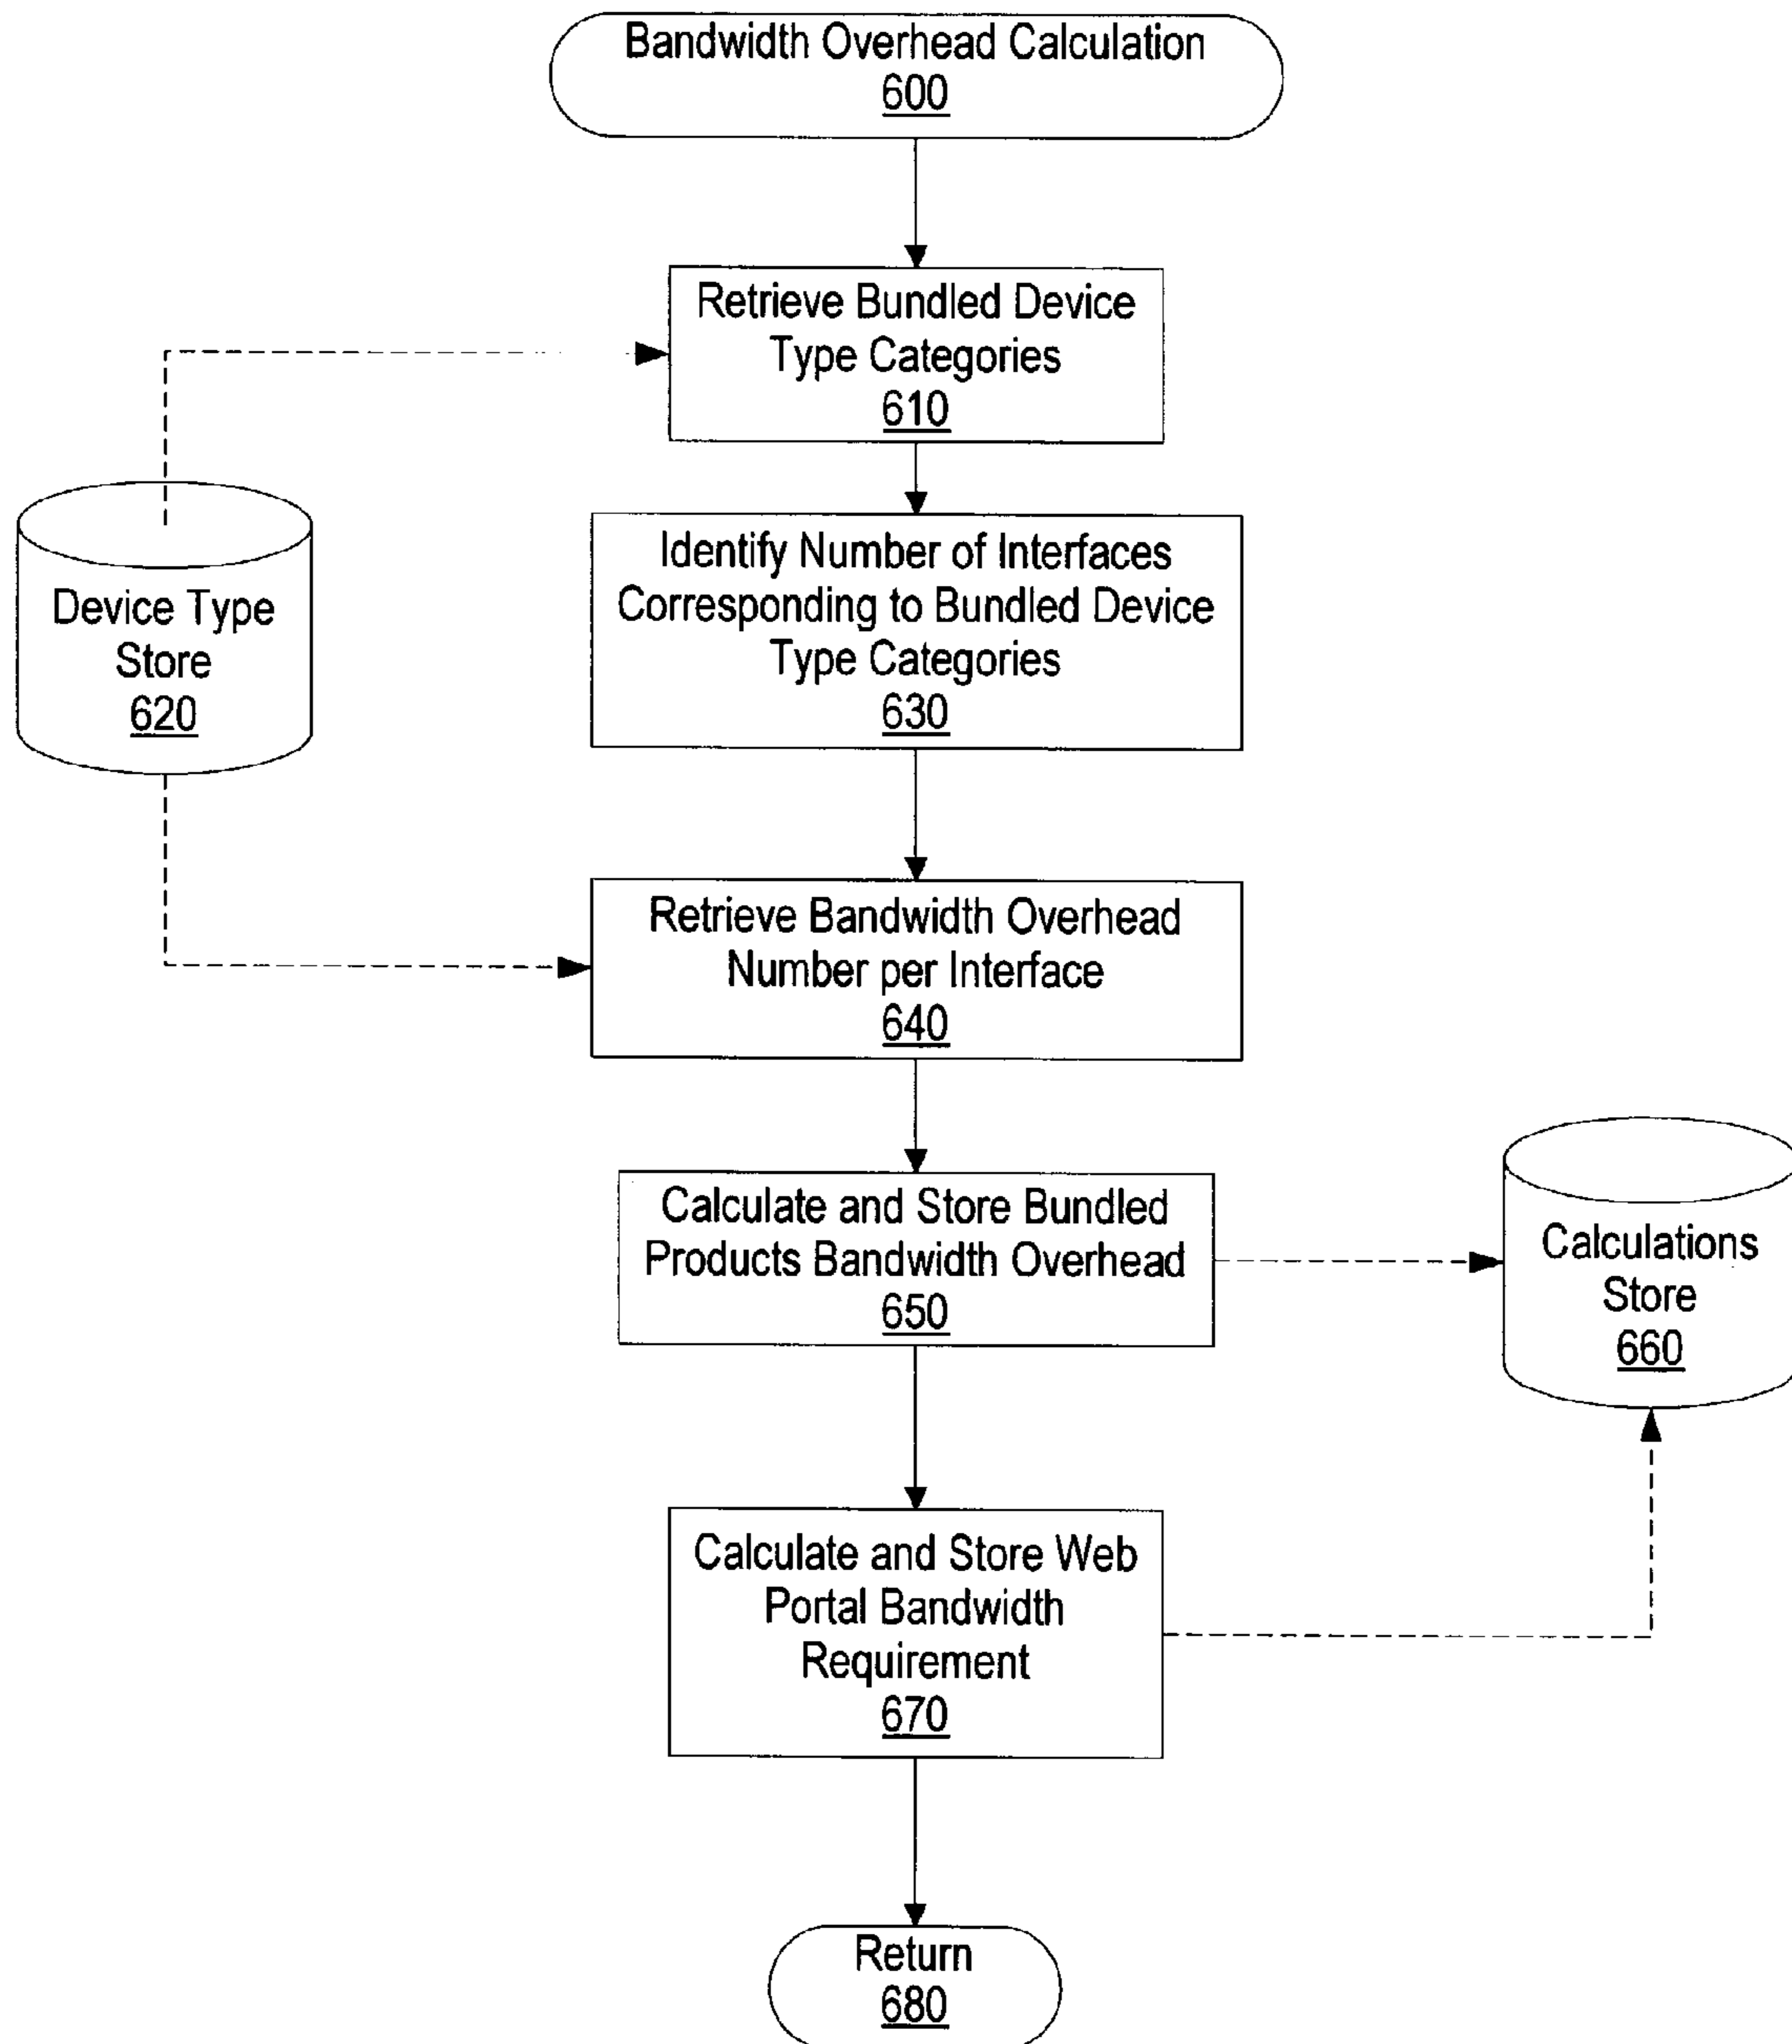 Bandwidth Overhead Calculation
600
Retrieve Bundled Device
Type Categories
610
Device Type
Store
620
Identify Number of Interfaces
Corresponding to Bundled Device
Type Categories
630
Retrieve Bandwidth Overhead
Number per Interface
640
Calculate and Store Bundled
Products Bandwidth Overhead
650
Calculations
Store
660
Calculate and Store Web
Portal Bandwidth
Requirement
670
Return
680